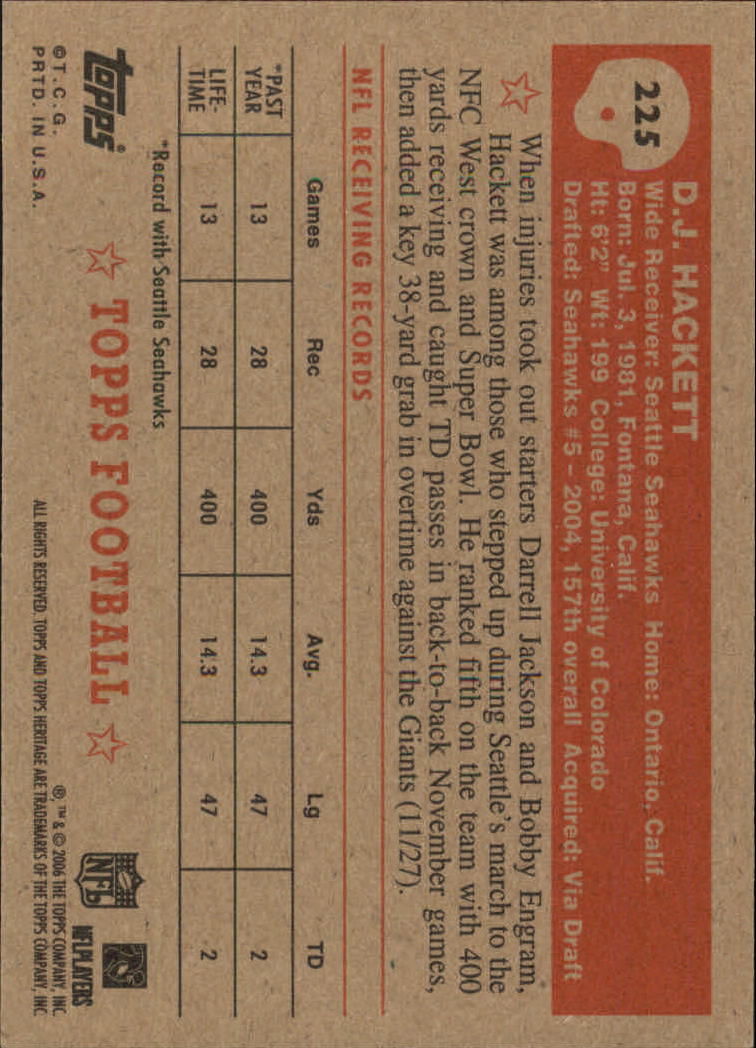 225
D.J. HACKETT
Wide Receiver: Seattle Seahawks Home: Ontario, Calif.
Born: Jul. 3, 1981, Fontana, Calif.
Ht: 6'2" Wt: 199 College: University of Colorado
Drafted: Seahawks #5 - 2004, 157th overall Acquired: Via Draft
When injuries took out starters Darrell Jackson and Bobby Engram,
Hackett was among those who stepped up during Seattle's march to the
NFC West crown and Super Bowl. He ranked fifth on the team with 400
yards receiving and caught TD passes in back-to-back November games,
then added a key 38-yard grab in overtime against the Giants (11/27).
NFL RECEIVING RECORDS
Games Rec Yds Avg. Lg TD
*PAST YEAR 13 28 400 14.3 47 2
LIFE-TIME 13 28 400 14.3 47 2
*Record with Seattle Seahawks
topps®
☆ TOPPS FOOTBALL ☆
NFL
NFLPLAYERS
©T.C.G.
PRTD. IN U.S.A.
®, ™ & © 2006 THE TOPPS COMPANY, INC.
ALL RIGHTS RESERVED. TOPPS AND TOPPS HERITAGE ARE TRADEMARKS OF THE TOPPS COMPANY, INC.